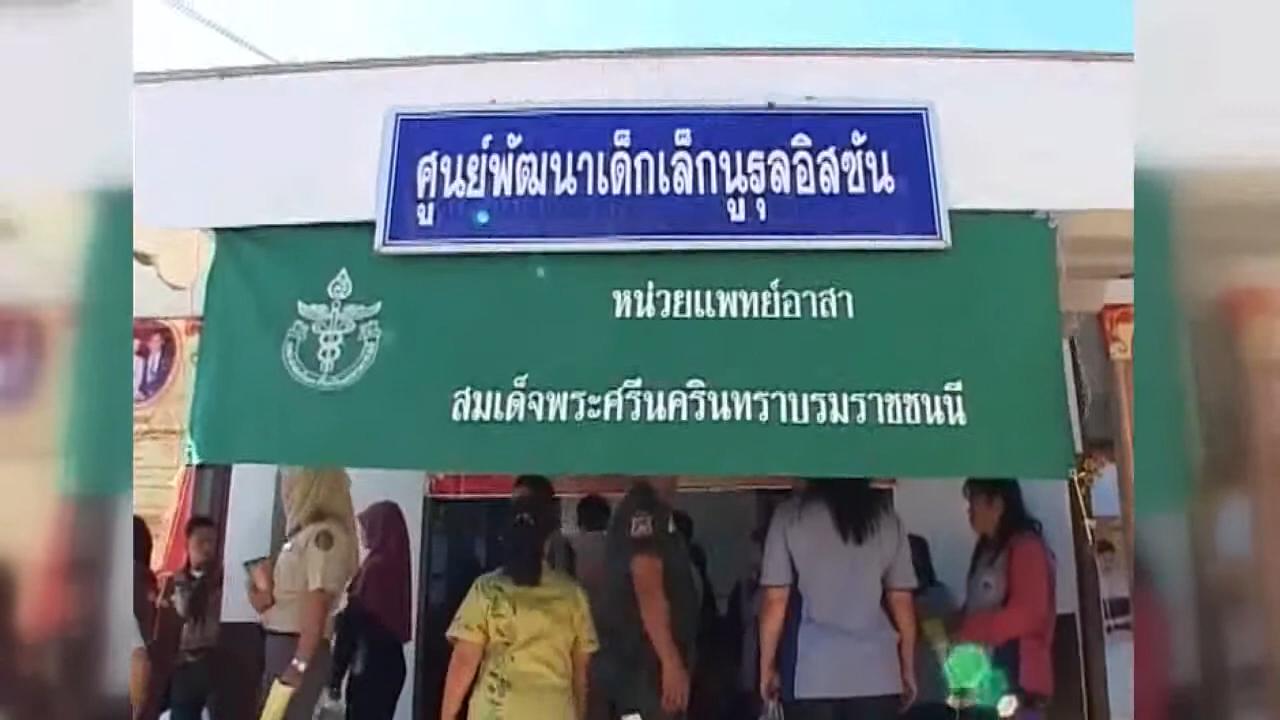 ศูนย์พัฒนาเด็กเล็กนูรุลอิสซัน
หน่วยแพทย์อาสา
สมเด็จพระศรีนครินทราบรมราชชนนี